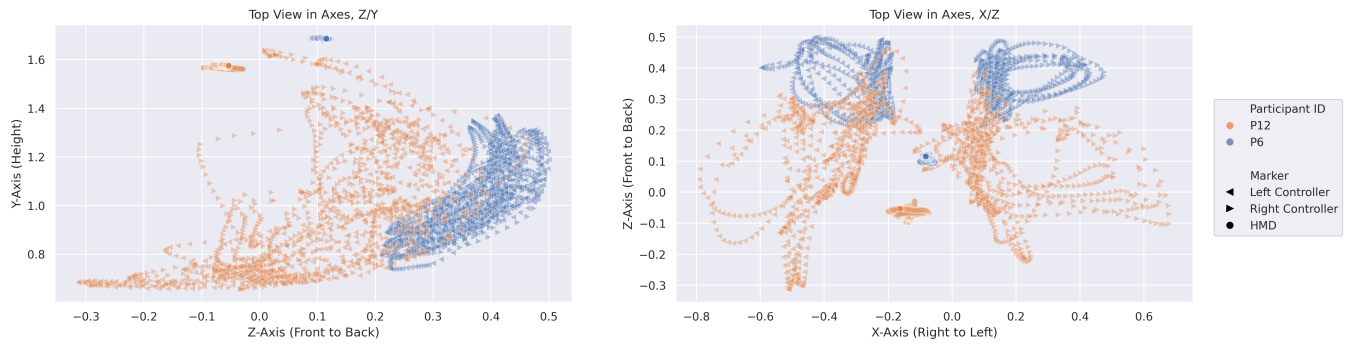 Top View in Axes, Z/Y
Y-Axis (Height)
1.6
1.4
1.2
1.0
0.8
−0.3 −0.2 −0.1 0.0 0.1 0.2 0.3 0.4 0.5
Z-Axis (Front to Back)
Top View in Axes, X/Z
Z-Axis (Front to Back)
0.5
0.4
0.3
0.2
0.1
0.0
−0.1
−0.2
−0.3
−0.8 −0.6 −0.4 −0.2 0.0 0.2 0.4 0.6
X-Axis (Right to Left)
Participant ID
P12
P6
Marker
Left Controller
Right Controller
HMD